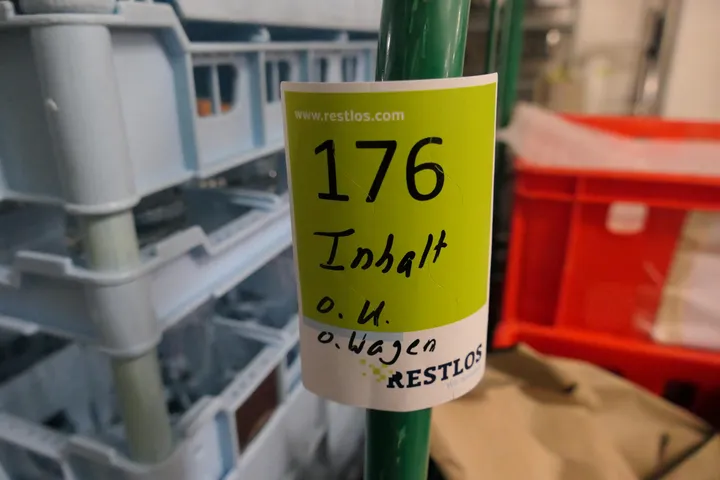 www.restlos.com
176
Inhalt
o. U.
o. Wagen
RESTLOS